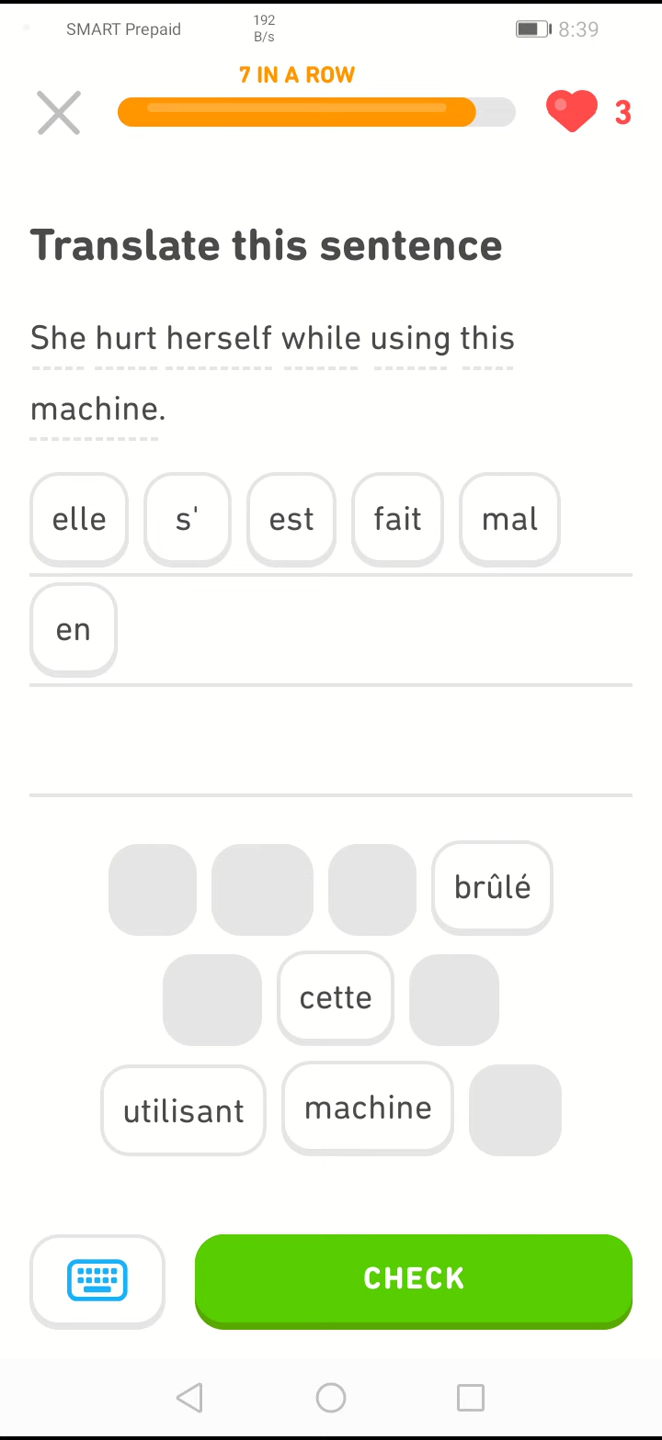 SMART Prepaid 192 B/s 8:39
7 IN A ROW
3
Translate this sentence
She hurt herself while using this
machine.
elle s' est fait mal
en
brûlé
cette
utilisant machine
CHECK